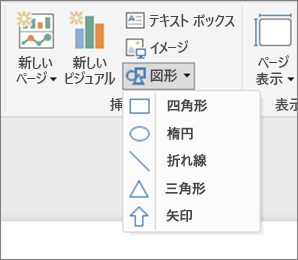 新しい
ページ
新しい
ビジュアル
テキスト ボックス
イメージ
図形
ページ
表示
挿
表示
四角形
楕円
折れ線
三角形
矢印